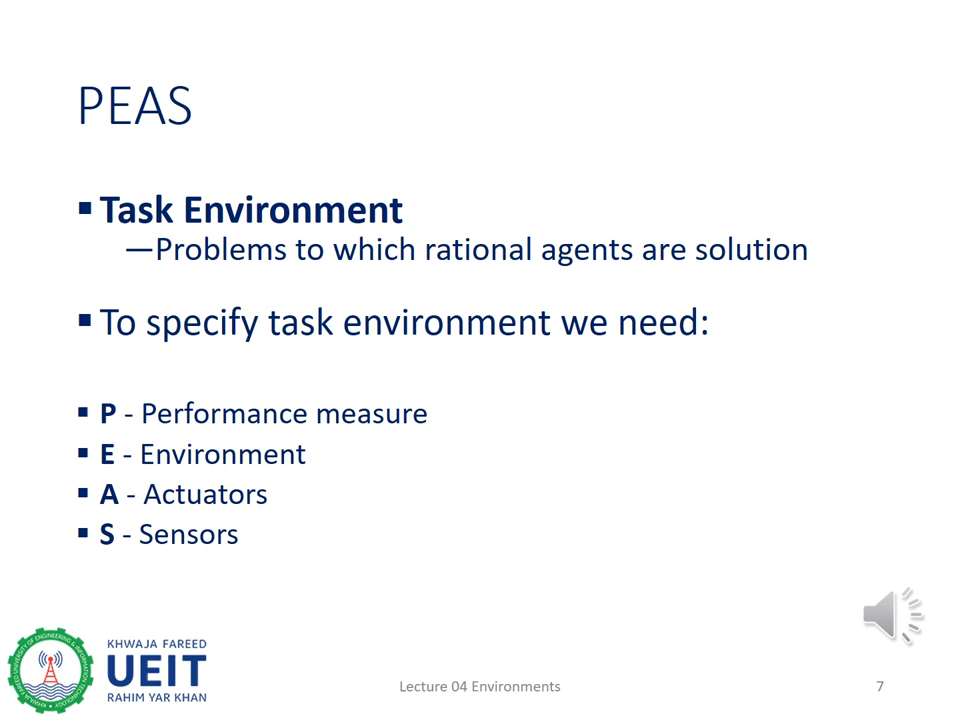 PEAS
▪ Task Environment
—Problems to which rational agents are solution
▪ To specify task environment we need:
▪ P - Performance measure
▪ E - Environment
▪ A - Actuators
▪ S - Sensors
KHWAJA FAREED
UEIT
RAHIM YAR KHAN
Lecture 04 Environments
7